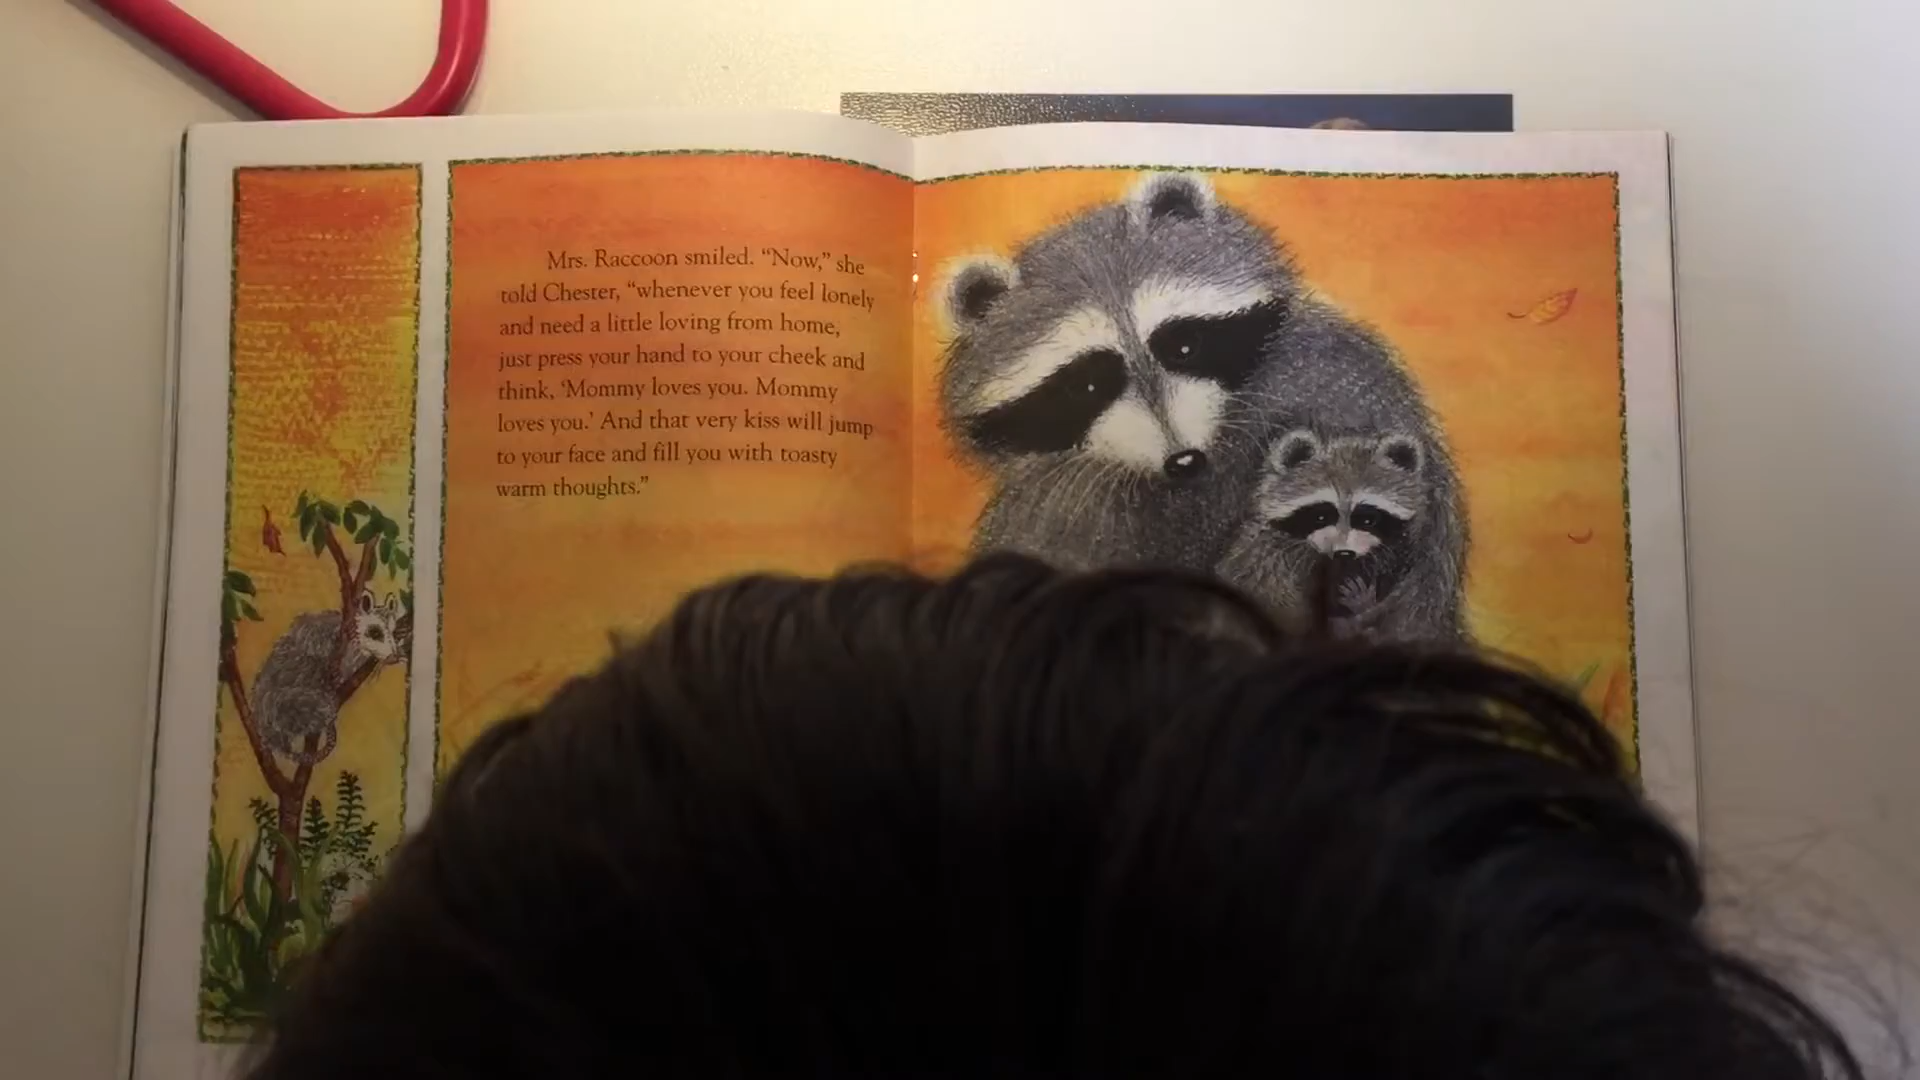 Mrs. Raccoon smiled. “Now,” she
told Chester, “whenever you feel lonely
and need a little loving from home,
just press your hand to your cheek and
think, ‘Mommy loves you. Mommy
loves you.’ And that very kiss will jump
to your face and fill you with toasty
warm thoughts.”